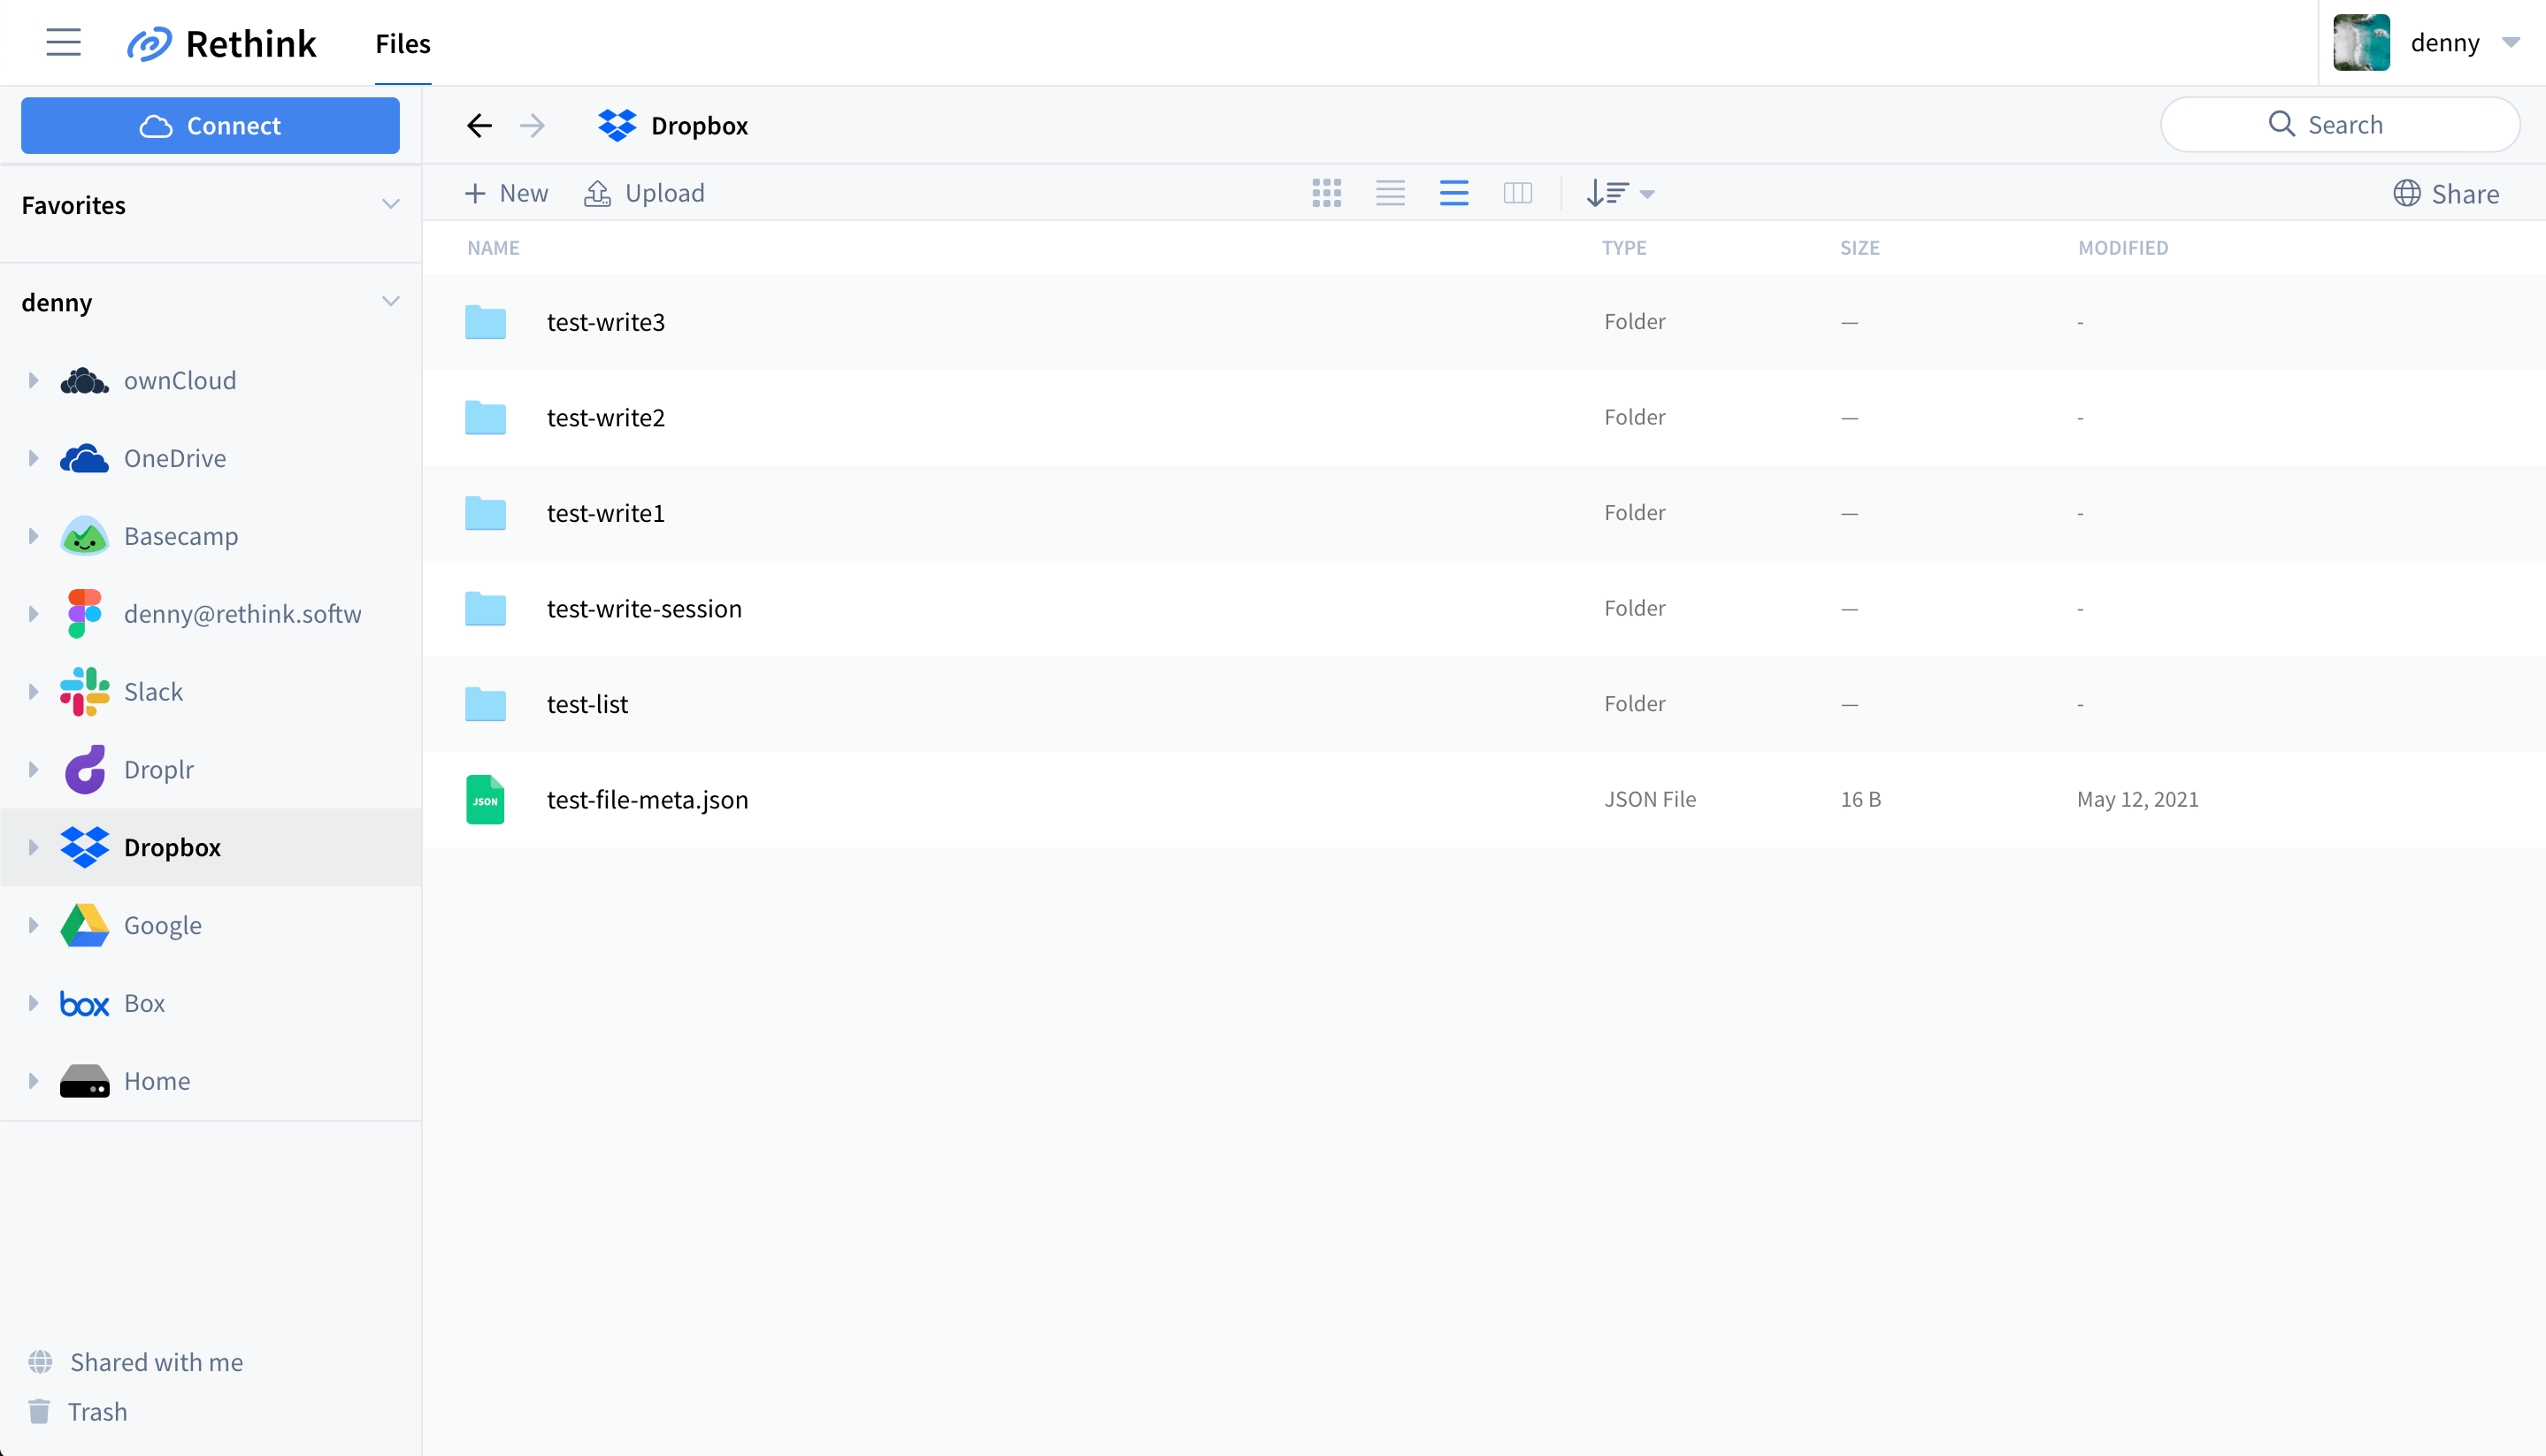 Rethink
Files
denny
Connect
Dropbox
Search
Favorites
New
Upload
Share
denny
NAME TYPE SIZE MODIFIED
test-write3 Folder — -
test-write2 Folder — -
test-write1 Folder — -
test-write-session Folder — -
test-list Folder — -
JSON test-file-meta.json JSON File 16 B May 12, 2021
ownCloud
OneDrive
Basecamp
denny@rethink.softw
Slack
Droplr
Dropbox
Google
box Box
Home
Shared with me
Trash